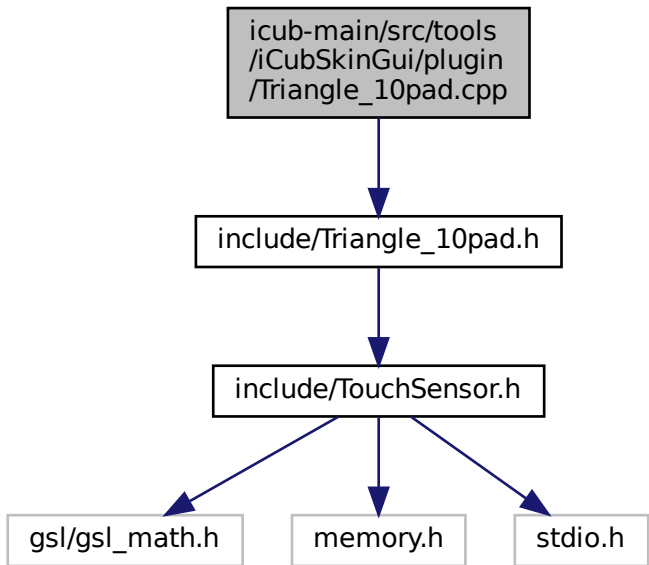 icub-main/src/tools
/iCubSkinGui/plugin
/Triangle_10pad.cpp
include/Triangle_10pad.h
include/TouchSensor.h
gsl/gsl_math.h
memory.h
stdio.h